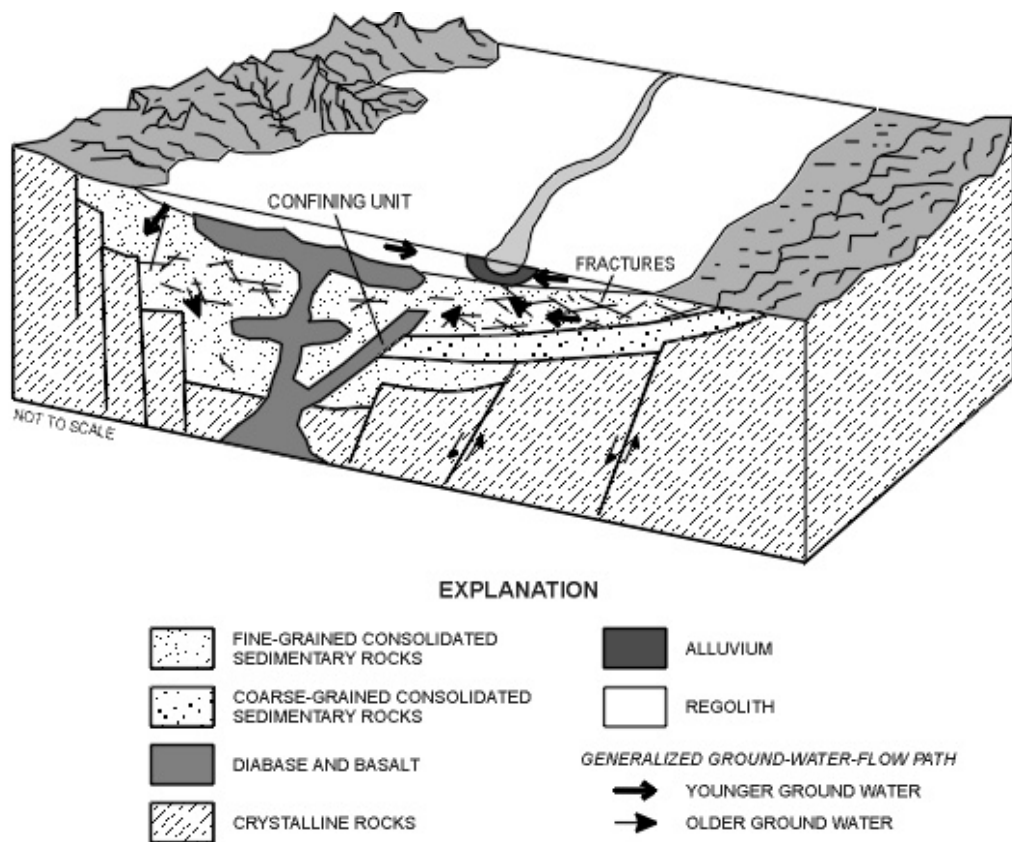 CONFINING UNIT
FRACTURES
NOT TO SCALE
EXPLANATION
FINE-GRAINED CONSOLIDATED
SEDIMENTARY ROCKS
COARSE-GRAINED CONSOLIDATED
SEDIMENTARY ROCKS
DIABASE AND BASALT
CRYSTALLINE ROCKS
ALLUVIUM
REGOLITH
GENERALIZED GROUND-WATER-FLOW PATH
YOUNGER GROUND WATER
OLDER GROUND WATER